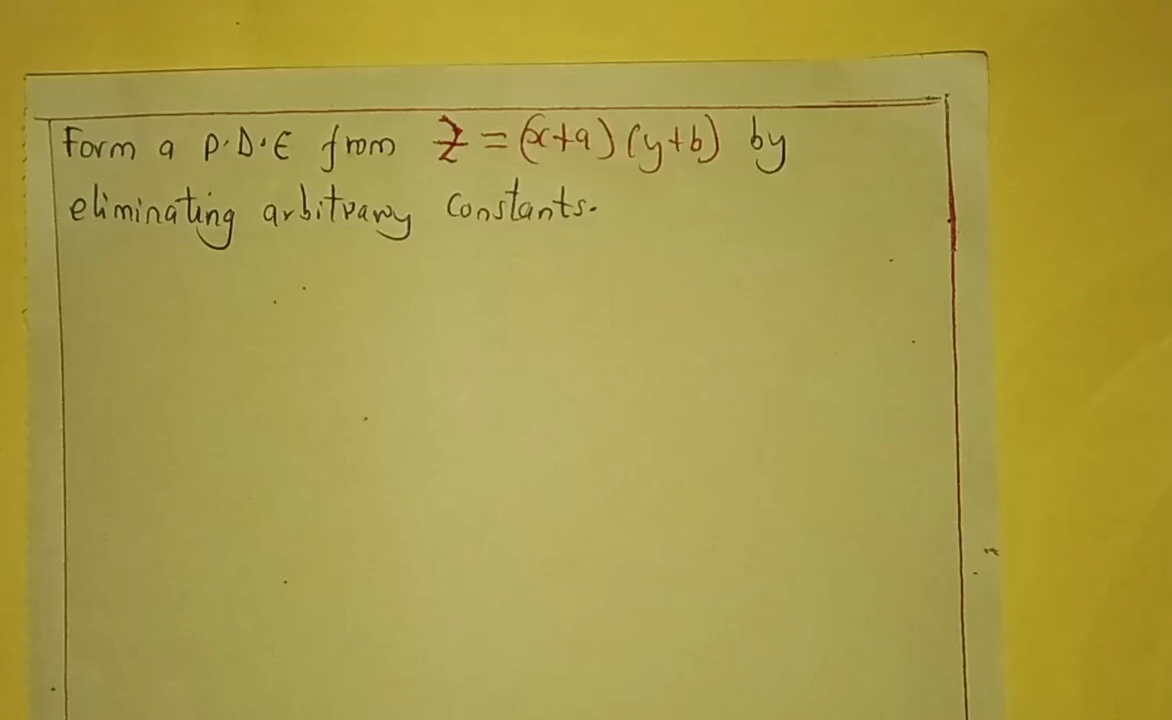 Form a P.D.E from Z = (x+a) (y+b) by
eliminating arbitrary constants.